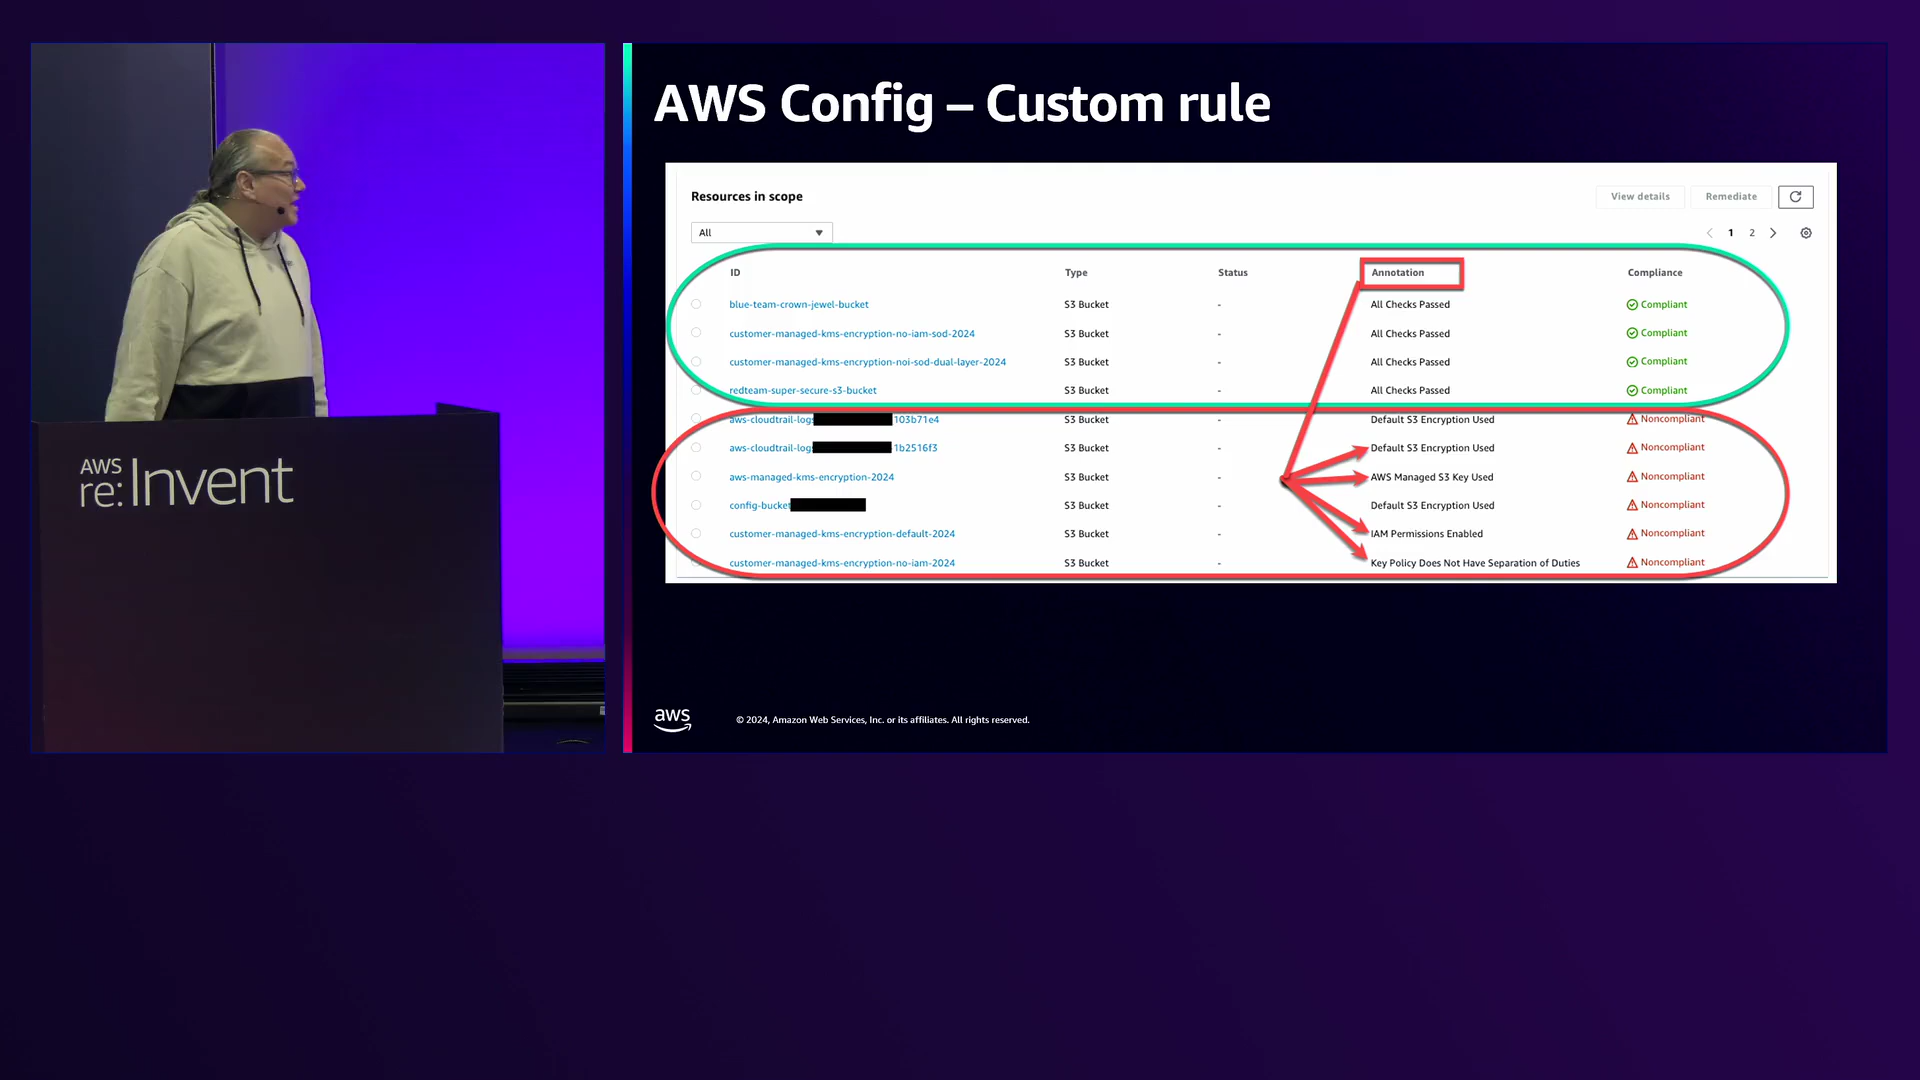 AWS
re:Invent
AWS Config – Custom rule
Resources in scope
View details
Remediate
All
1 2
ID Type Status Annotation Compliance
blue-team-crown-jewel-bucket S3 Bucket - All Checks Passed Compliant
customer-managed-kms-encryption-no-iam-sod-2024 S3 Bucket - All Checks Passed Compliant
customer-managed-kms-encryption-noi-sod-dual-layer-2024 S3 Bucket - All Checks Passed Compliant
redteam-super-secure-s3-bucket S3 Bucket - All Checks Passed Compliant
aws-cloudtrail-logs 103b71e4 S3 Bucket - Default S3 Encryption Used Noncompliant
aws-cloudtrail-logs 1b2516f3 S3 Bucket - Default S3 Encryption Used Noncompliant
aws-managed-kms-encryption-2024 S3 Bucket - AWS Managed S3 Key Used Noncompliant
config-bucket S3 Bucket - Default S3 Encryption Used Noncompliant
customer-managed-kms-encryption-default-2024 S3 Bucket - IAM Permissions Enabled Noncompliant
customer-managed-kms-encryption-no-iam-2024 S3 Bucket - Key Policy Does Not Have Separation of Duties Noncompliant
aws
© 2024, Amazon Web Services, Inc. or its affiliates. All rights reserved.